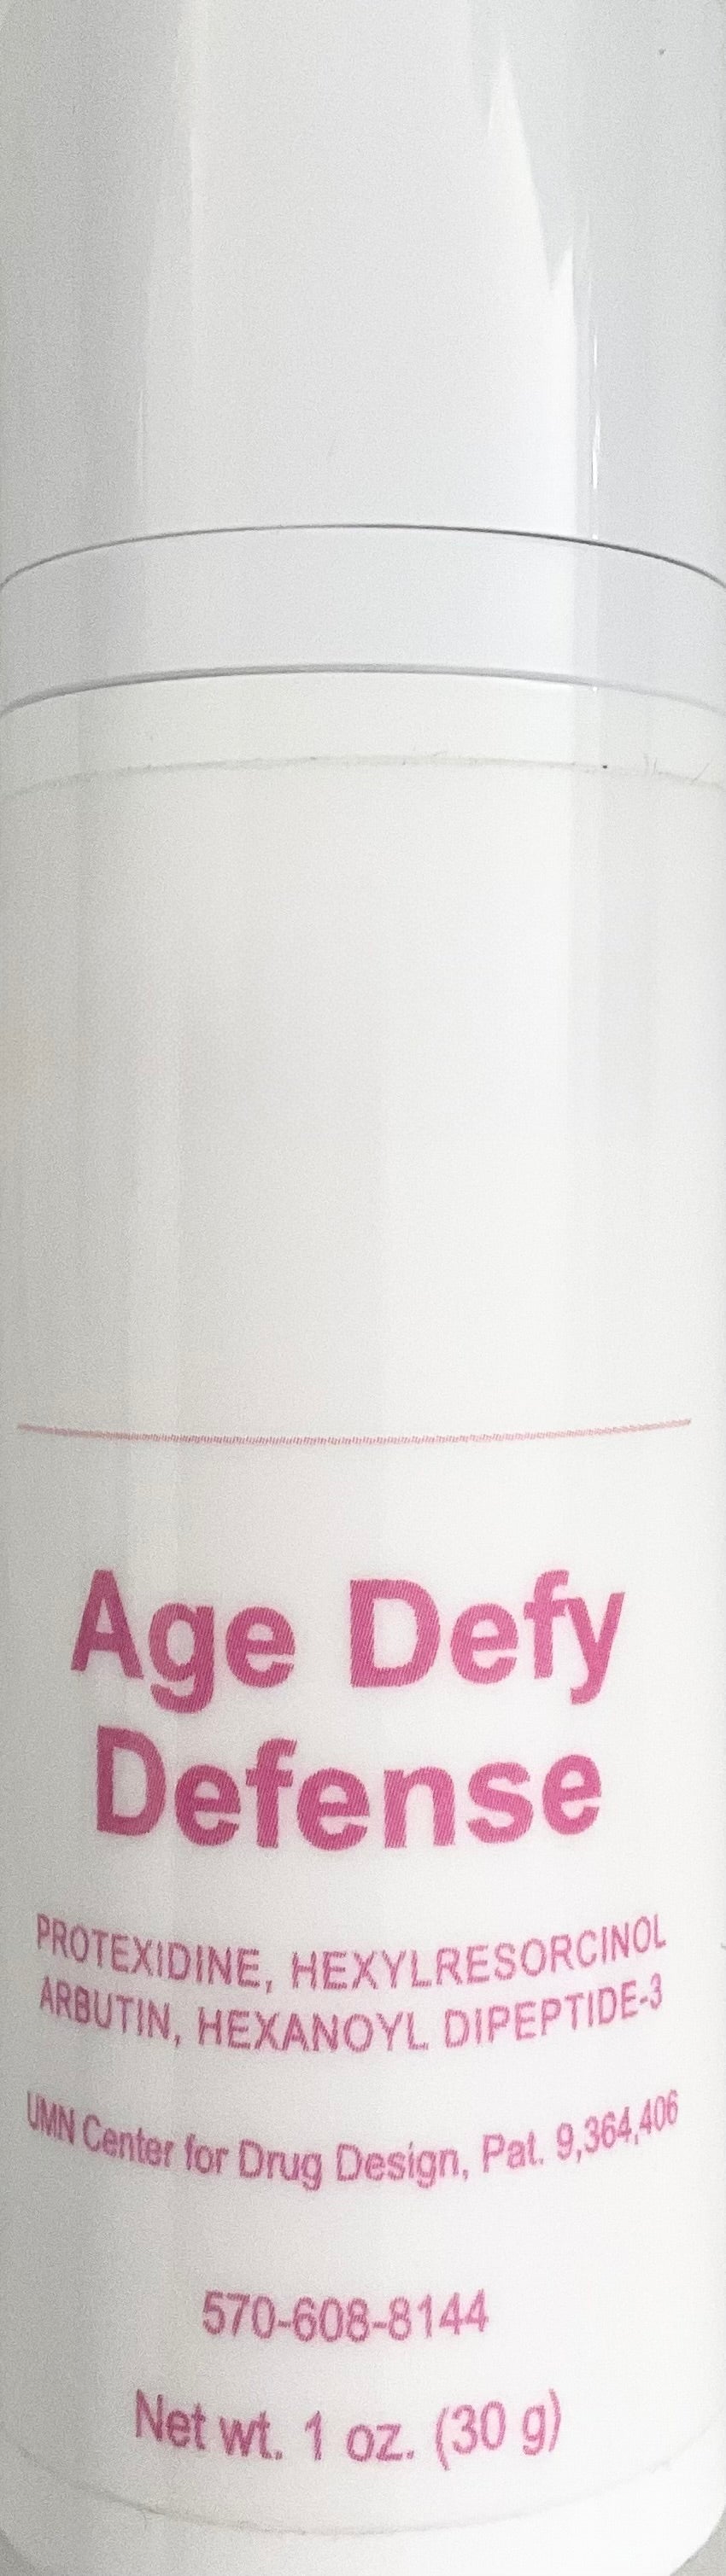 Age Defy
Defense
PROTEXIDINE, HEXYLRESORCINOL
ARBUTIN, HEXANOYL DIPEPTIDE-3
UMN Center for Drug Design, Pat. 9,364,406
570-608-8144
Net wt. 1 oz. (30 g)